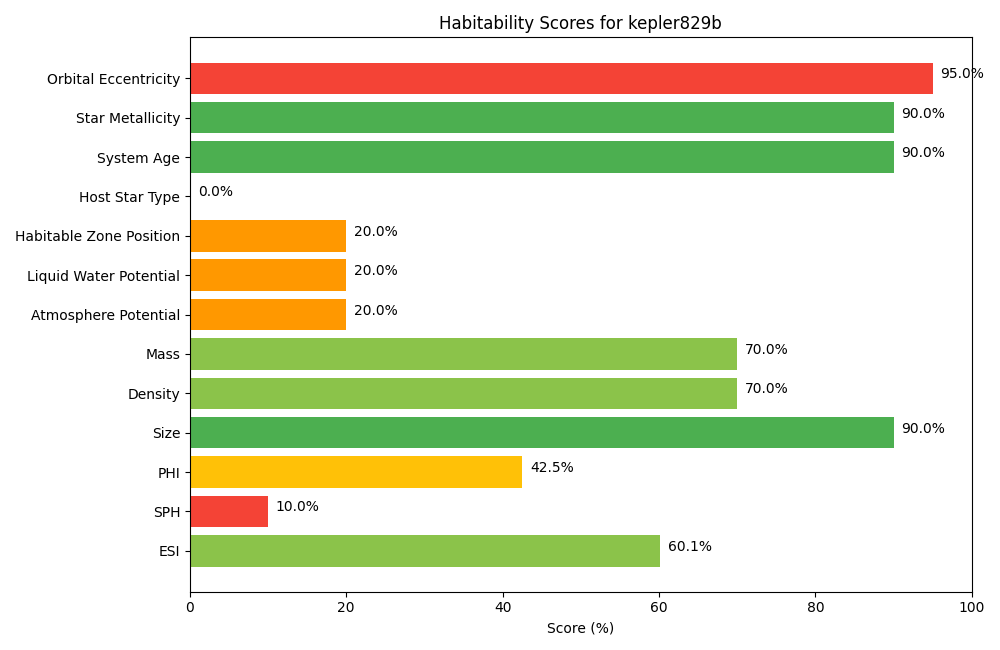 Habitability Scores for kepler829b
Orbital Eccentricity 95.0%
Star Metallicity 90.0%
System Age 90.0%
Host Star Type 0.0%
Habitable Zone Position 20.0%
Liquid Water Potential 20.0%
Atmosphere Potential 20.0%
Mass 70.0%
Density 70.0%
Size 90.0%
PHI 42.5%
SPH 10.0%
ESI 60.1%
0 20 40 60 80 100
Score (%)